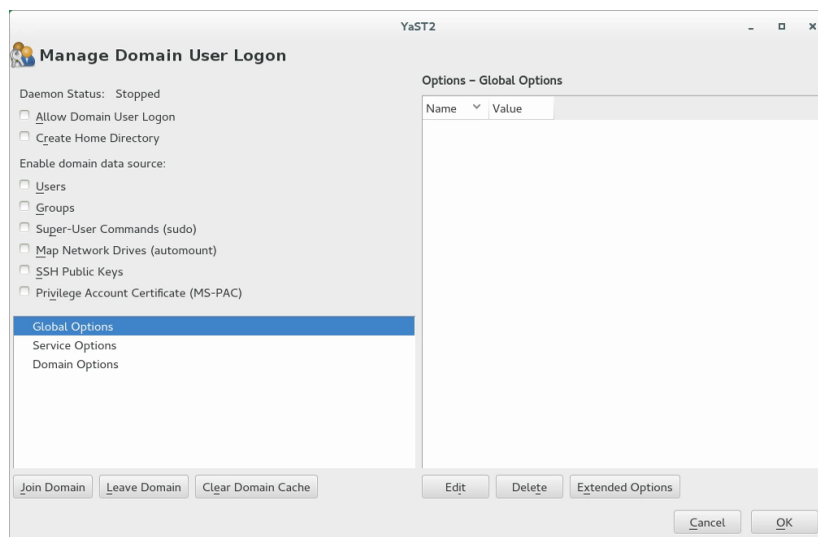 YaST2
Manage Domain User Logon
Daemon Status: Stopped
Allow Domain User Logon
Create Home Directory
Enable domain data source:
Users
Groups
Super-User Commands (sudo)
Map Network Drives (automount)
SSH Public Keys
Privilege Account Certificate (MS-PAC)
Global Options
Service Options
Domain Options
Join Domain Leave Domain Clear Domain Cache
Options – Global Options
Name Value
Edit Delete Extended Options
Cancel OK